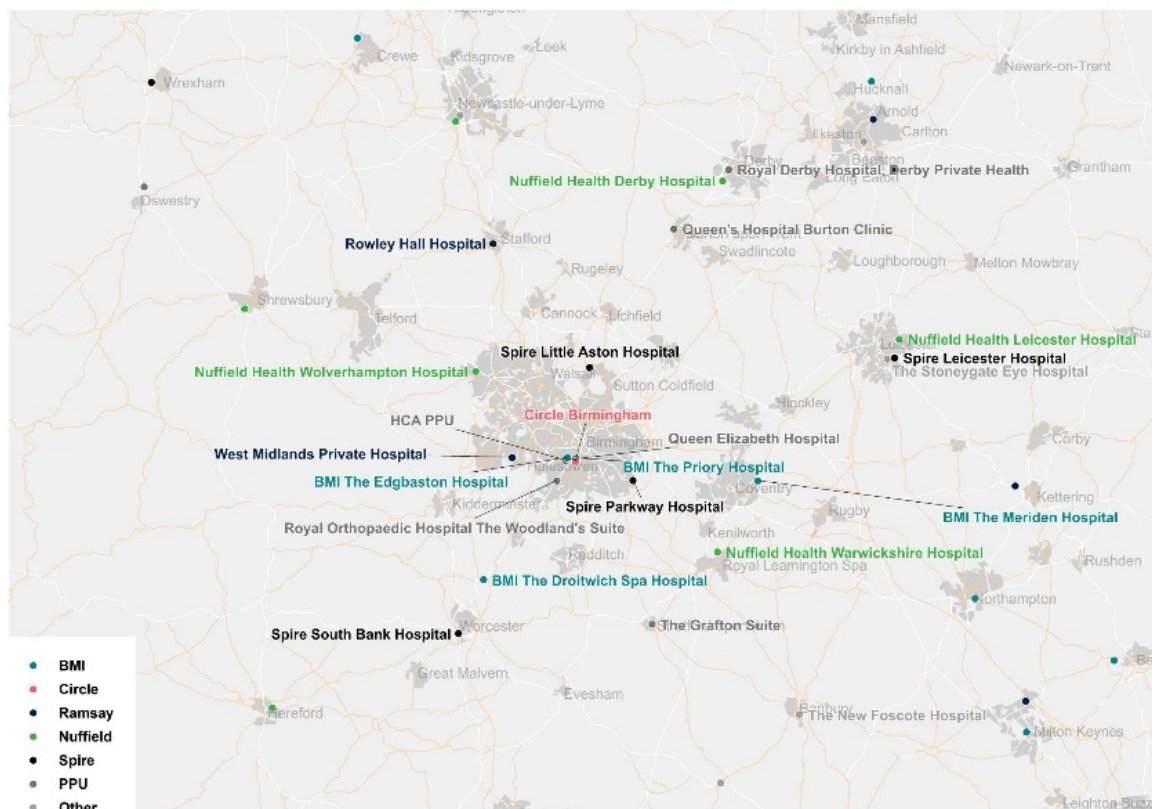 Congleton
Mansfield
Crewe
Kidsgrove
Leek
Kirkby in Ashfield
Newark-on-Trent
Wrexham
Hucknall
Newcastle-under-Lyme
Arnold
Ilkeston
Carlton
Beeston
Derby
Royal Derby Hospital, Derby Private Health
Grantham
Nuffield Health Derby Hospital
Long Eaton
Oswestry
Queen's Hospital Burton Clinic
Rowley Hall Hospital
Stafford
Swadlincote
Loughborough
Melton Mowbray
Rugeley
Shrewsbury
Telford
Cannock
Lichfield
Nuffield Health Leicester Hospital
Spire Little Aston Hospital
Spire Leicester Hospital
Nuffield Health Wolverhampton Hospital
Walsall
The Stoneygate Eye Hospital
Sutton Coldfield
Hinckley
Circle Birmingham
HCA PPU
Birmingham
Queen Elizabeth Hospital
Corby
West Midlands Private Hospital
Halesowen
BMI The Priory Hospital
BMI The Edgbaston Hospital
Coventry
Kettering
Kidderminster
Spire Parkway Hospital
Rugby
BMI The Meriden Hospital
Royal Orthopaedic Hospital The Woodland's Suite
Kenilworth
Redditch
Nuffield Health Warwickshire Hospital
Rushden
Royal Leamington Spa
BMI The Droitwich Spa Hospital
Northampton
Spire South Bank Hospital
Worcester
The Grafton Suite
Great Malvern
Evesham
Hereford
Banbury
The New Foscote Hospital
Milton Keynes
Leighton-Buzz
BMI
Circle
Ramsay
Nuffield
Spire
PPU
Other